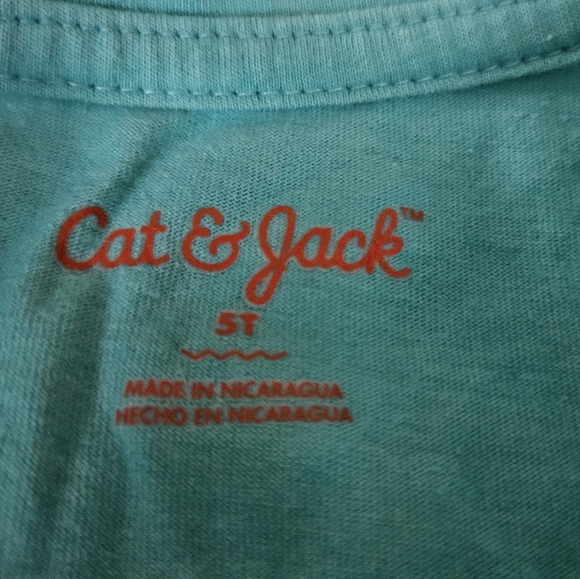 Cat & Jack™
5T
MADE IN NICARAGUA
HECHO EN NICARAGUA